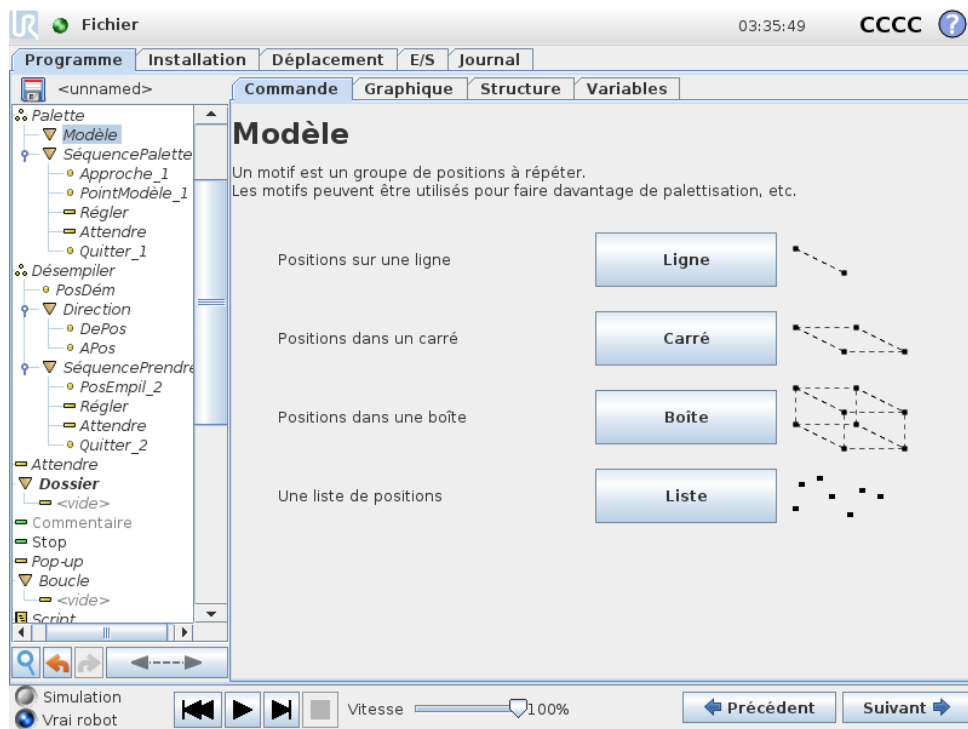 UR Fichier 03:35:49 CCCC ?
Programme Installation Déplacement E/S Journal
<unnamed> Commande Graphique Structure Variables
Palette
Modèle
SéquencePalette
Approche_1
PointModèle_1
Régler
Attendre
Quitter_1
Désempiler
PosDém
Direction
DePos
APos
SéquencePrendre
PosEmpil_2
Régler
Attendre
Quitter_2
Attendre
Dossier
<vide>
Commentaire
Stop
Pop-up
Boucle
<vide>
Script
Modèle
Un motif est un groupe de positions à répéter.
Les motifs peuvent être utilisés pour faire davantage de palettisation, etc.
Positions sur une ligne Ligne
Positions dans un carré Carré
Positions dans une boîte Boîte
Une liste de positions Liste
Simulation
Vrai robot
Vitesse 100%
Précédent Suivant